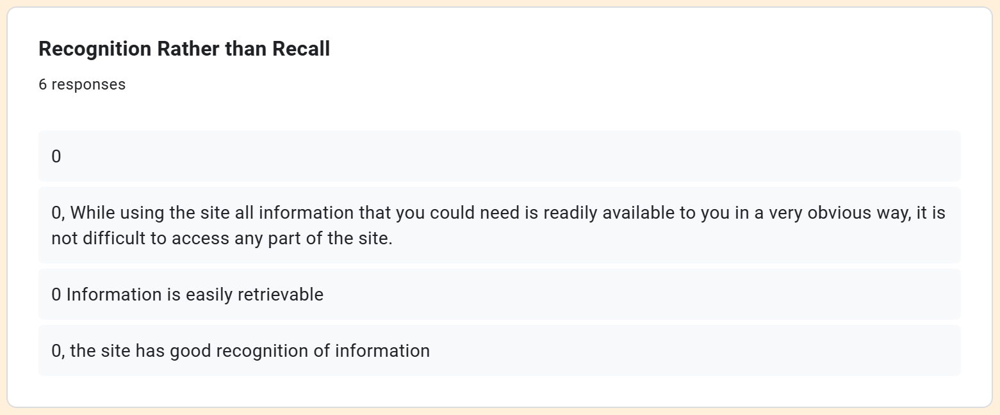 Recognition Rather than Recall
6 responses
0
0, While using the site all information that you could need is readily available to you in a very obvious way, it is
not difficult to access any part of the site.
0 Information is easily retrievable
0, the site has good recognition of information